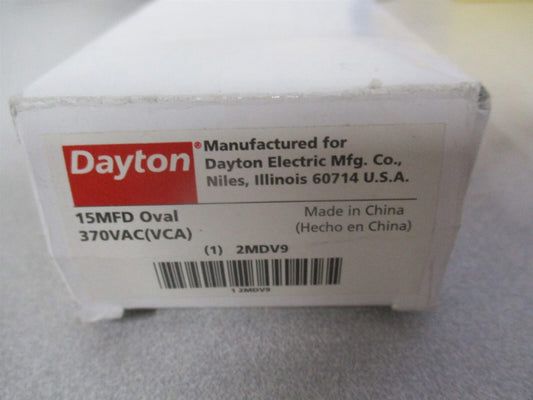 Dayton®
Manufactured for
Dayton Electric Mfg. Co.,
Niles, Illinois 60714 U.S.A.
15MFD Oval
370VAC(VCA)
Made in China
(Hecho en China)
(1) 2MDV9
1 2MDV9